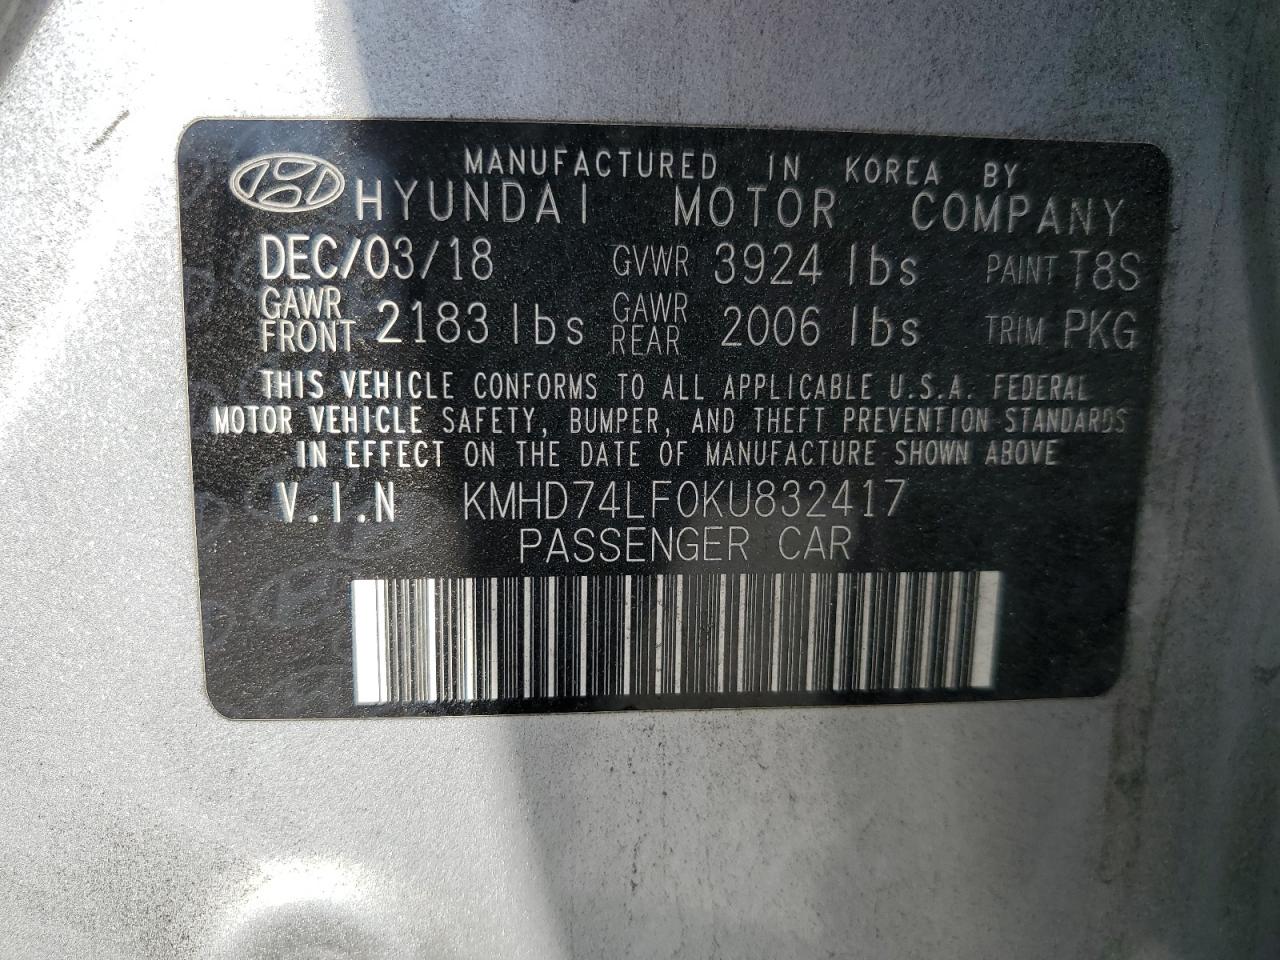 MANUFACTURED IN KOREA BY
HYUNDAI MOTOR COMPANY
DEC/03/18 GVWR 3924 lbs PAINT T8S
GAWR FRONT 2183 lbs GAWR REAR 2006 lbs TRIM PKG
THIS VEHICLE CONFORMS TO ALL APPLICABLE U.S.A. FEDERAL
MOTOR VEHICLE SAFETY, BUMPER, AND THEFT PREVENTION STANDARDS
IN EFFECT ON THE DATE OF MANUFACTURE SHOWN ABOVE
V.I.N KMHD74LF0KU832417
PASSENGER CAR